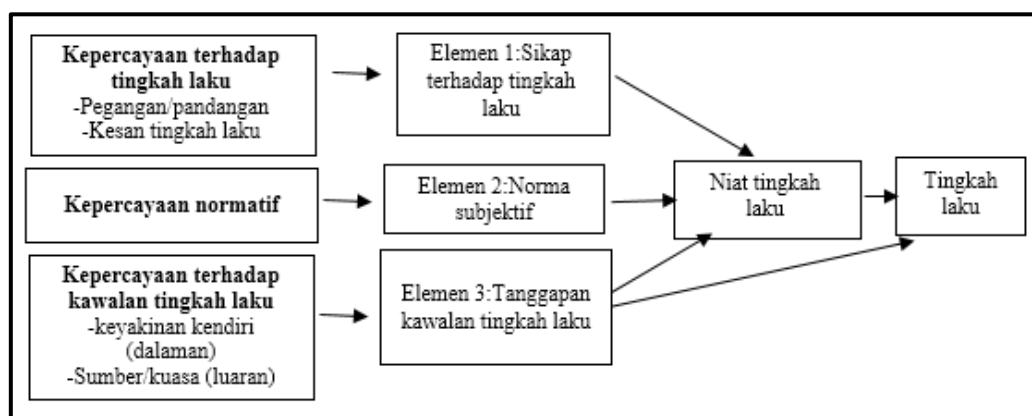 Kepercayaan terhadap
tingkah laku
-Pegangan/pandangan
-Kesan tingkah laku
Elemen 1:Sikap
terhadap tingkah
laku
Kepercayaan normatif
Elemen 2:Norma
subjektif
Niat tingkah
laku
Tingkah
laku
Kepercayaan terhadap
kawalan tingkah laku
-keyakinan kendiri
(dalaman)
-Sumber/kuasa (luaran)
Elemen 3:Tanggapan
kawalan tingkah laku